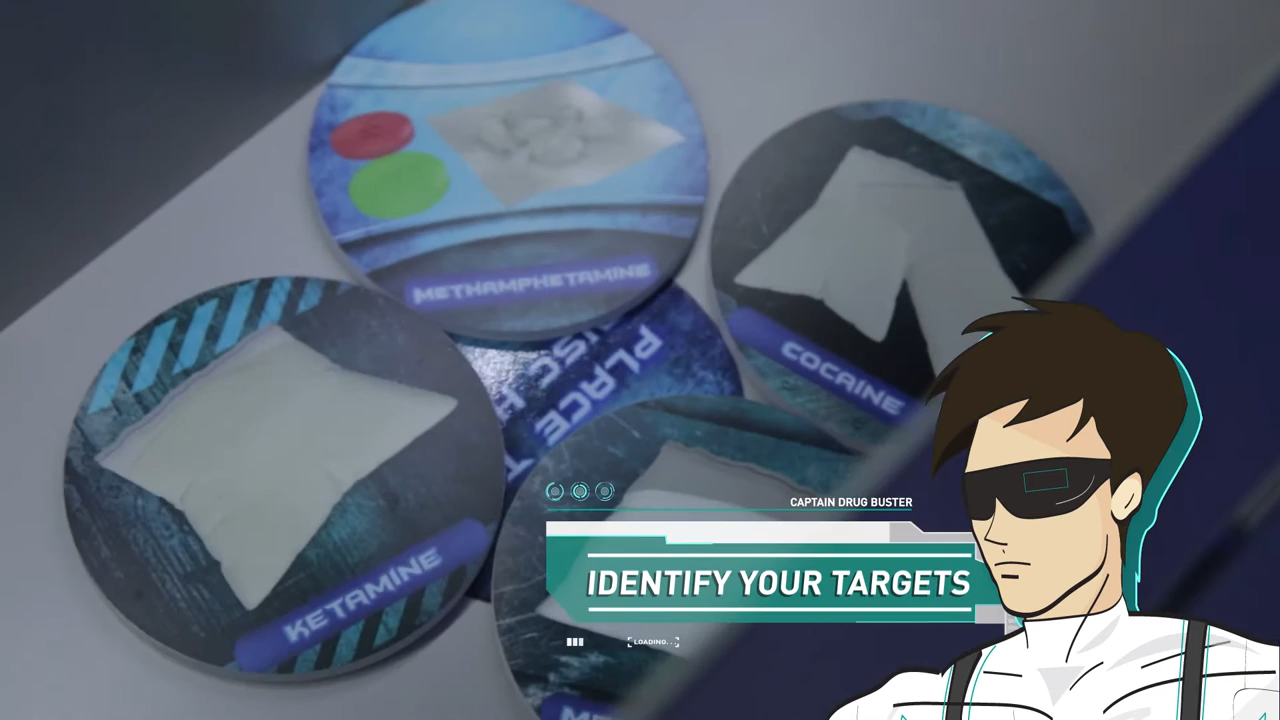 METHAMPHETAMINE
COCAINE
PLACE
KETAMINE
CAPTAIN DRUG BUSTER
IDENTIFY YOUR TARGETS
LOADING...